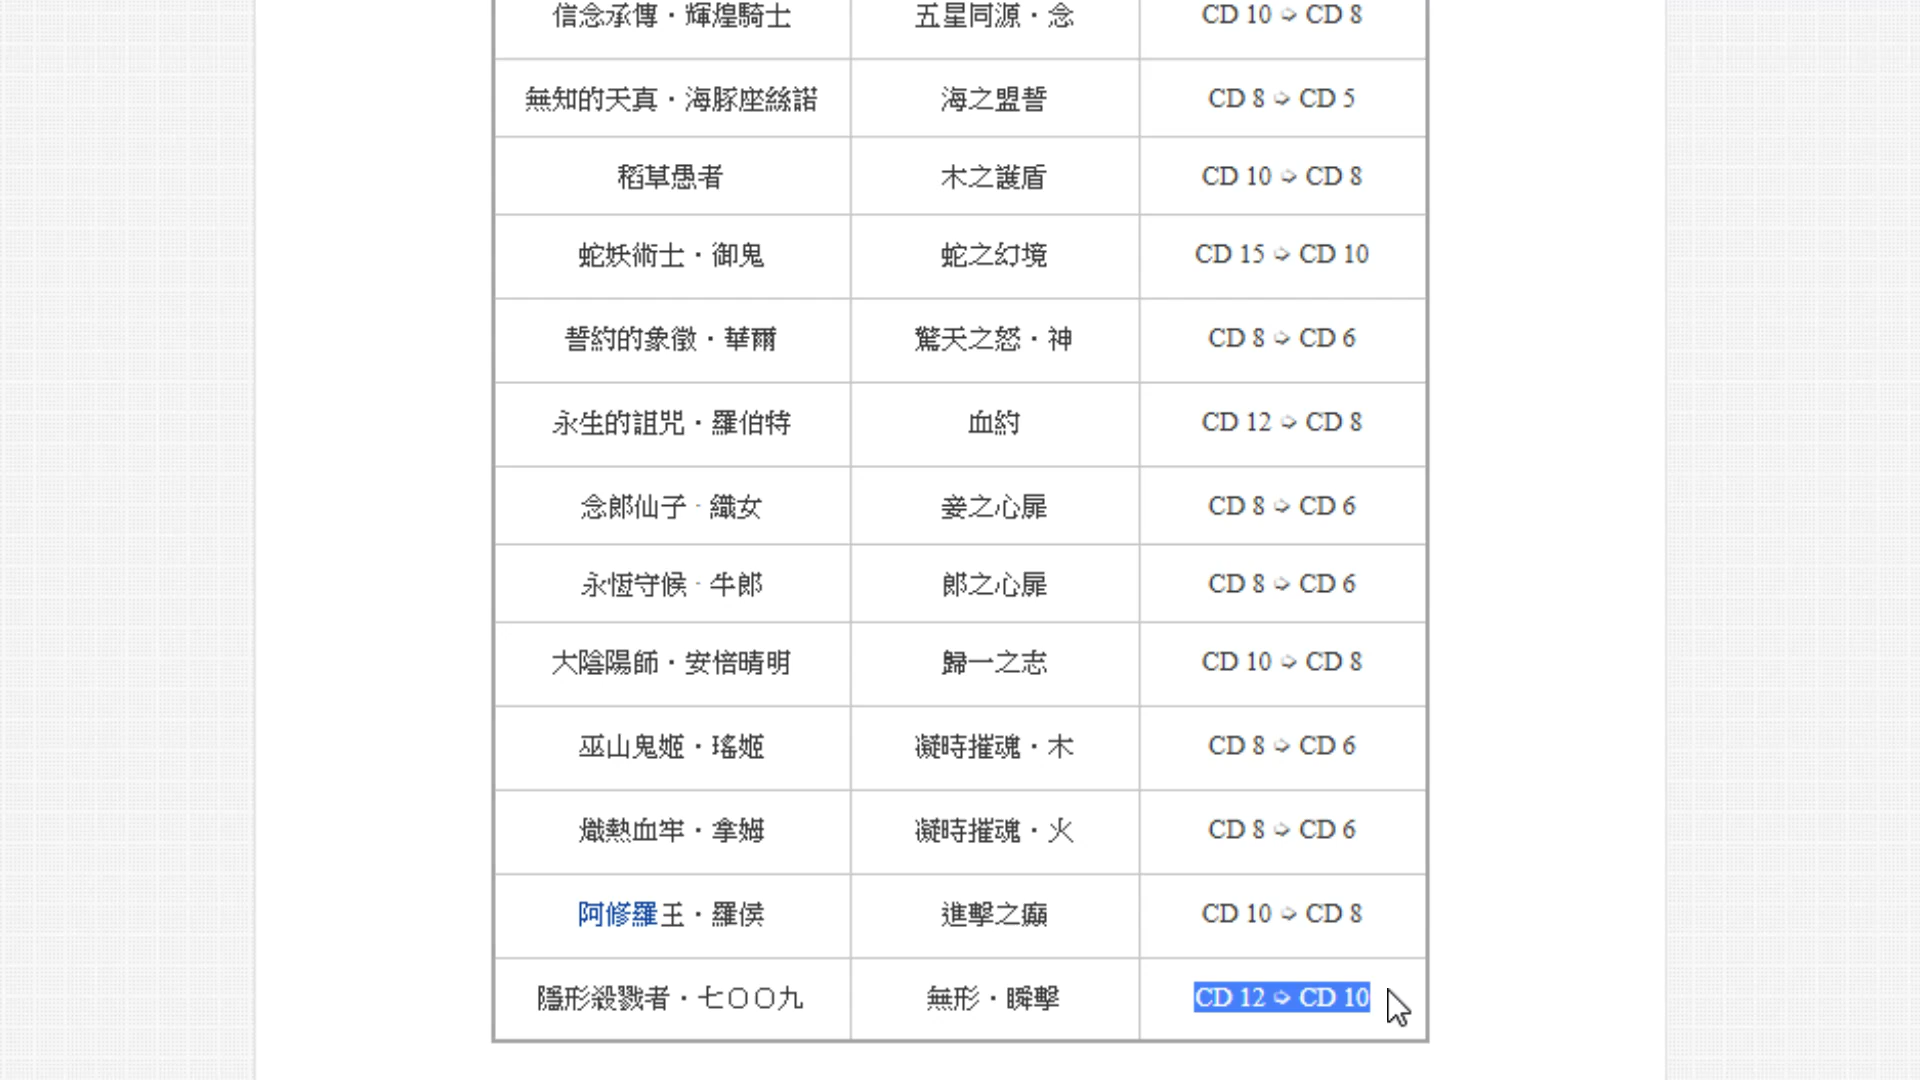 信念承傳・輝煌騎士 五星同源・念 CD 10 ➩ CD 8
無知的天真・海豚座絲諾 海之盟誓 CD 8 ➩ CD 5
稻草愚者 木之護盾 CD 10 ➩ CD 8
蛇妖術士・御鬼 蛇之幻境 CD 15 ➩ CD 10
誓約的象徵・華爾 驚天之怒・神 CD 8 ➩ CD 6
永生的詛咒・羅伯特 血約 CD 12 ➩ CD 8
念郎仙子 ‧ 織女 妾之心扉 CD 8 ➩ CD 6
永恆守候 ‧ 牛郎 郎之心扉 CD 8 ➩ CD 6
大陰陽師・安倍晴明 歸一之志 CD 10 ➩ CD 8
巫山鬼姬・瑤姬 凝時摧魂・木 CD 8 ➩ CD 6
熾熱血牢・拿姆 凝時摧魂・火 CD 8 ➩ CD 6
阿修羅王・羅侯 進擊之癲 CD 10 ➩ CD 8
隱形殺戮者・七〇〇九 無形・瞬擊 CD 12 ➩ CD 10